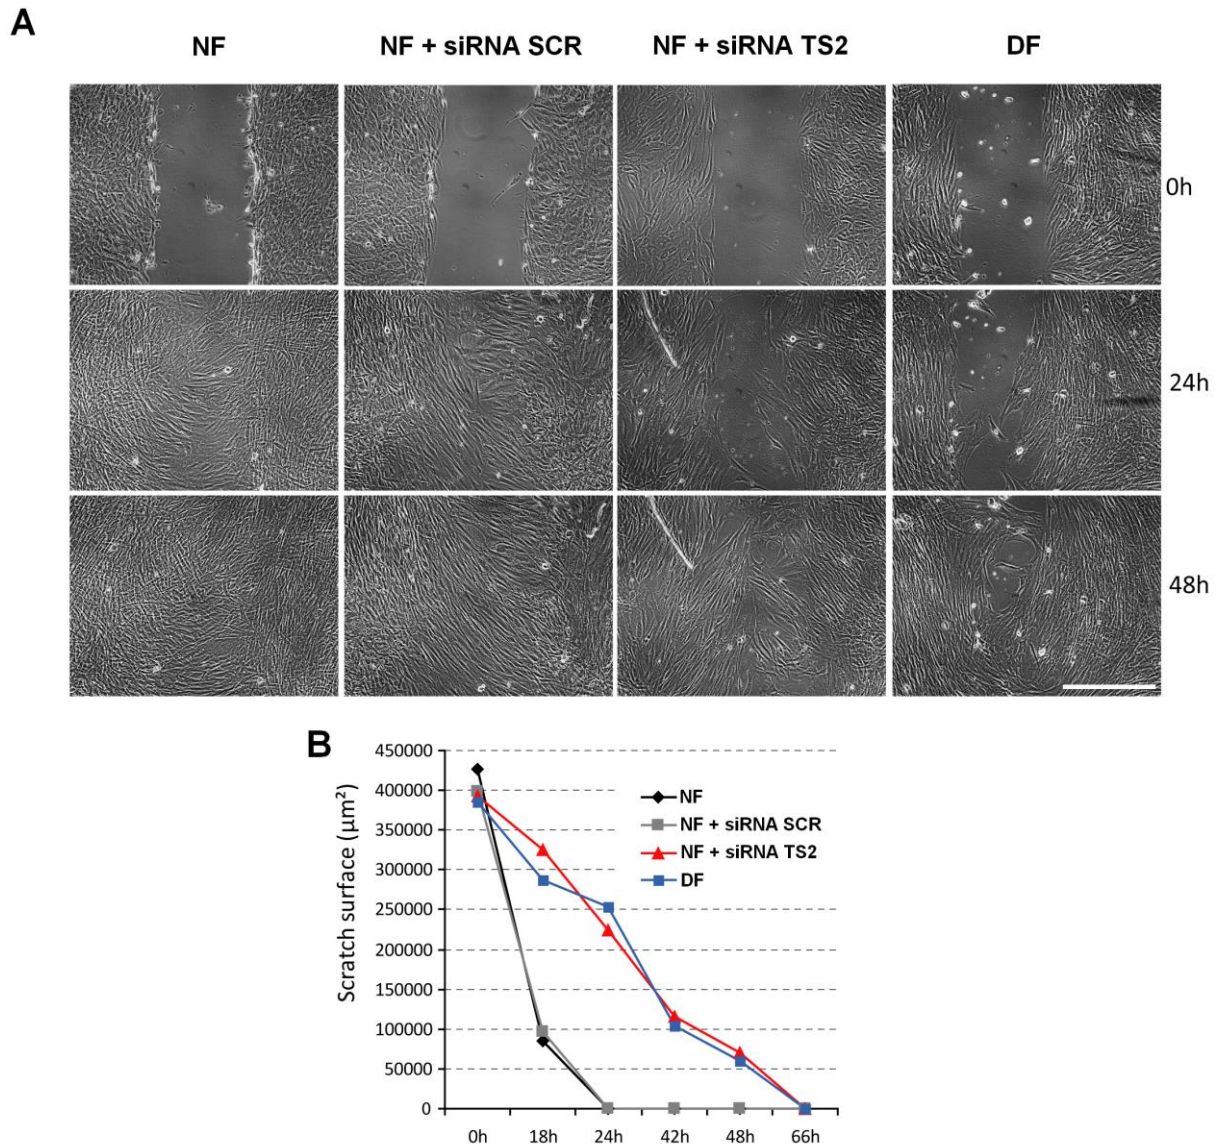 A
NF
NF + siRNA SCR
NF + siRNA TS2
DF
0h
24h
48h
B
Scratch surface (µm²)
450000
400000
350000
300000
250000
200000
150000
100000
50000
0
NF
NF + siRNA SCR
NF + siRNA TS2
DF
0h 18h 24h 42h 48h 66h